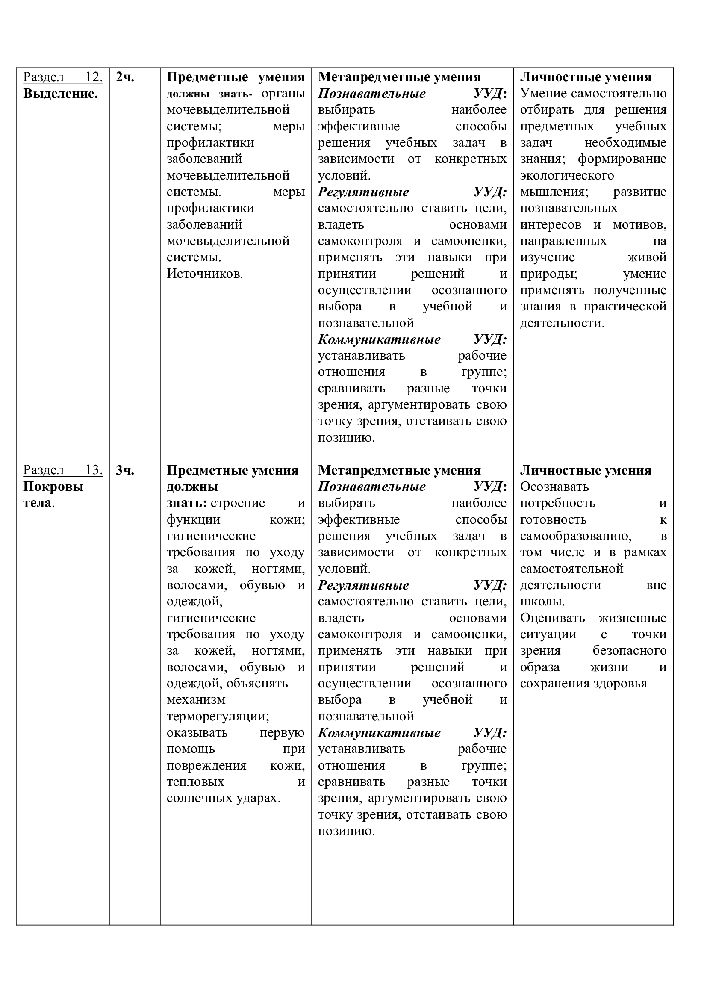 Раздел 12.
Выделение.
2ч.
Предметные умения
должны знать- органы
мочевыделительной
системы; меры
профилактики
заболеваний
мочевыделительной
системы. меры
профилактики
заболеваний
мочевыделительной
системы.
Источников.
Метапредметные умения
Познавательные УУД:
выбирать наиболее
эффективные способы
решения учебных задач в
зависимости от конкретных
условий.
Регулятивные УУД:
самостоятельно ставить цели,
владеть основами
самоконтроля и самооценки,
применять эти навыки при
принятии решений и
осуществлении осознанного
выбора в учебной и
познавательной
Коммуникативные УУД:
устанавливать рабочие
отношения в группе;
сравнивать разные точки
зрения, аргументировать свою
точку зрения, отстаивать свою
позицию.
Личностные умения
Умение самостоятельно
отбирать для решения
предметных учебных
задач необходимые
знания; формирование
экологического
мышления; развитие
познавательных
интересов и мотивов,
направленных на
изучение живой
природы; умение
применять полученные
знания в практической
деятельности.
Раздел 13.
Покровы
тела.
3ч.
Предметные умения
должны
знать: строение и
функции кожи;
гигиенические
требования по уходу
за кожей, ногтями,
волосами, обувью и
одеждой,
гигиенические
требования по уходу
за кожей, ногтями,
волосами, обувью и
одеждой, объяснять
механизм
терморегуляции;
оказывать первую
помощь при
повреждения кожи,
тепловых и
солнечных ударах.
Метапредметные умения
Познавательные УУД:
выбирать наиболее
эффективные способы
решения учебных задач в
зависимости от конкретных
условий.
Регулятивные УУД:
самостоятельно ставить цели,
владеть основами
самоконтроля и самооценки,
применять эти навыки при
принятии решений и
осуществлении осознанного
выбора в учебной и
познавательной
Коммуникативные УУД:
устанавливать рабочие
отношения в группе;
сравнивать разные точки
зрения, аргументировать свою
точку зрения, отстаивать свою
позицию.
Личностные умения
Осознавать
потребность и
готовность к
самообразованию, в
том числе и в рамках
самостоятельной
деятельности вне
школы.
Оценивать жизненные
ситуации с точки
зрения безопасного
образа жизни и
сохранения здоровья